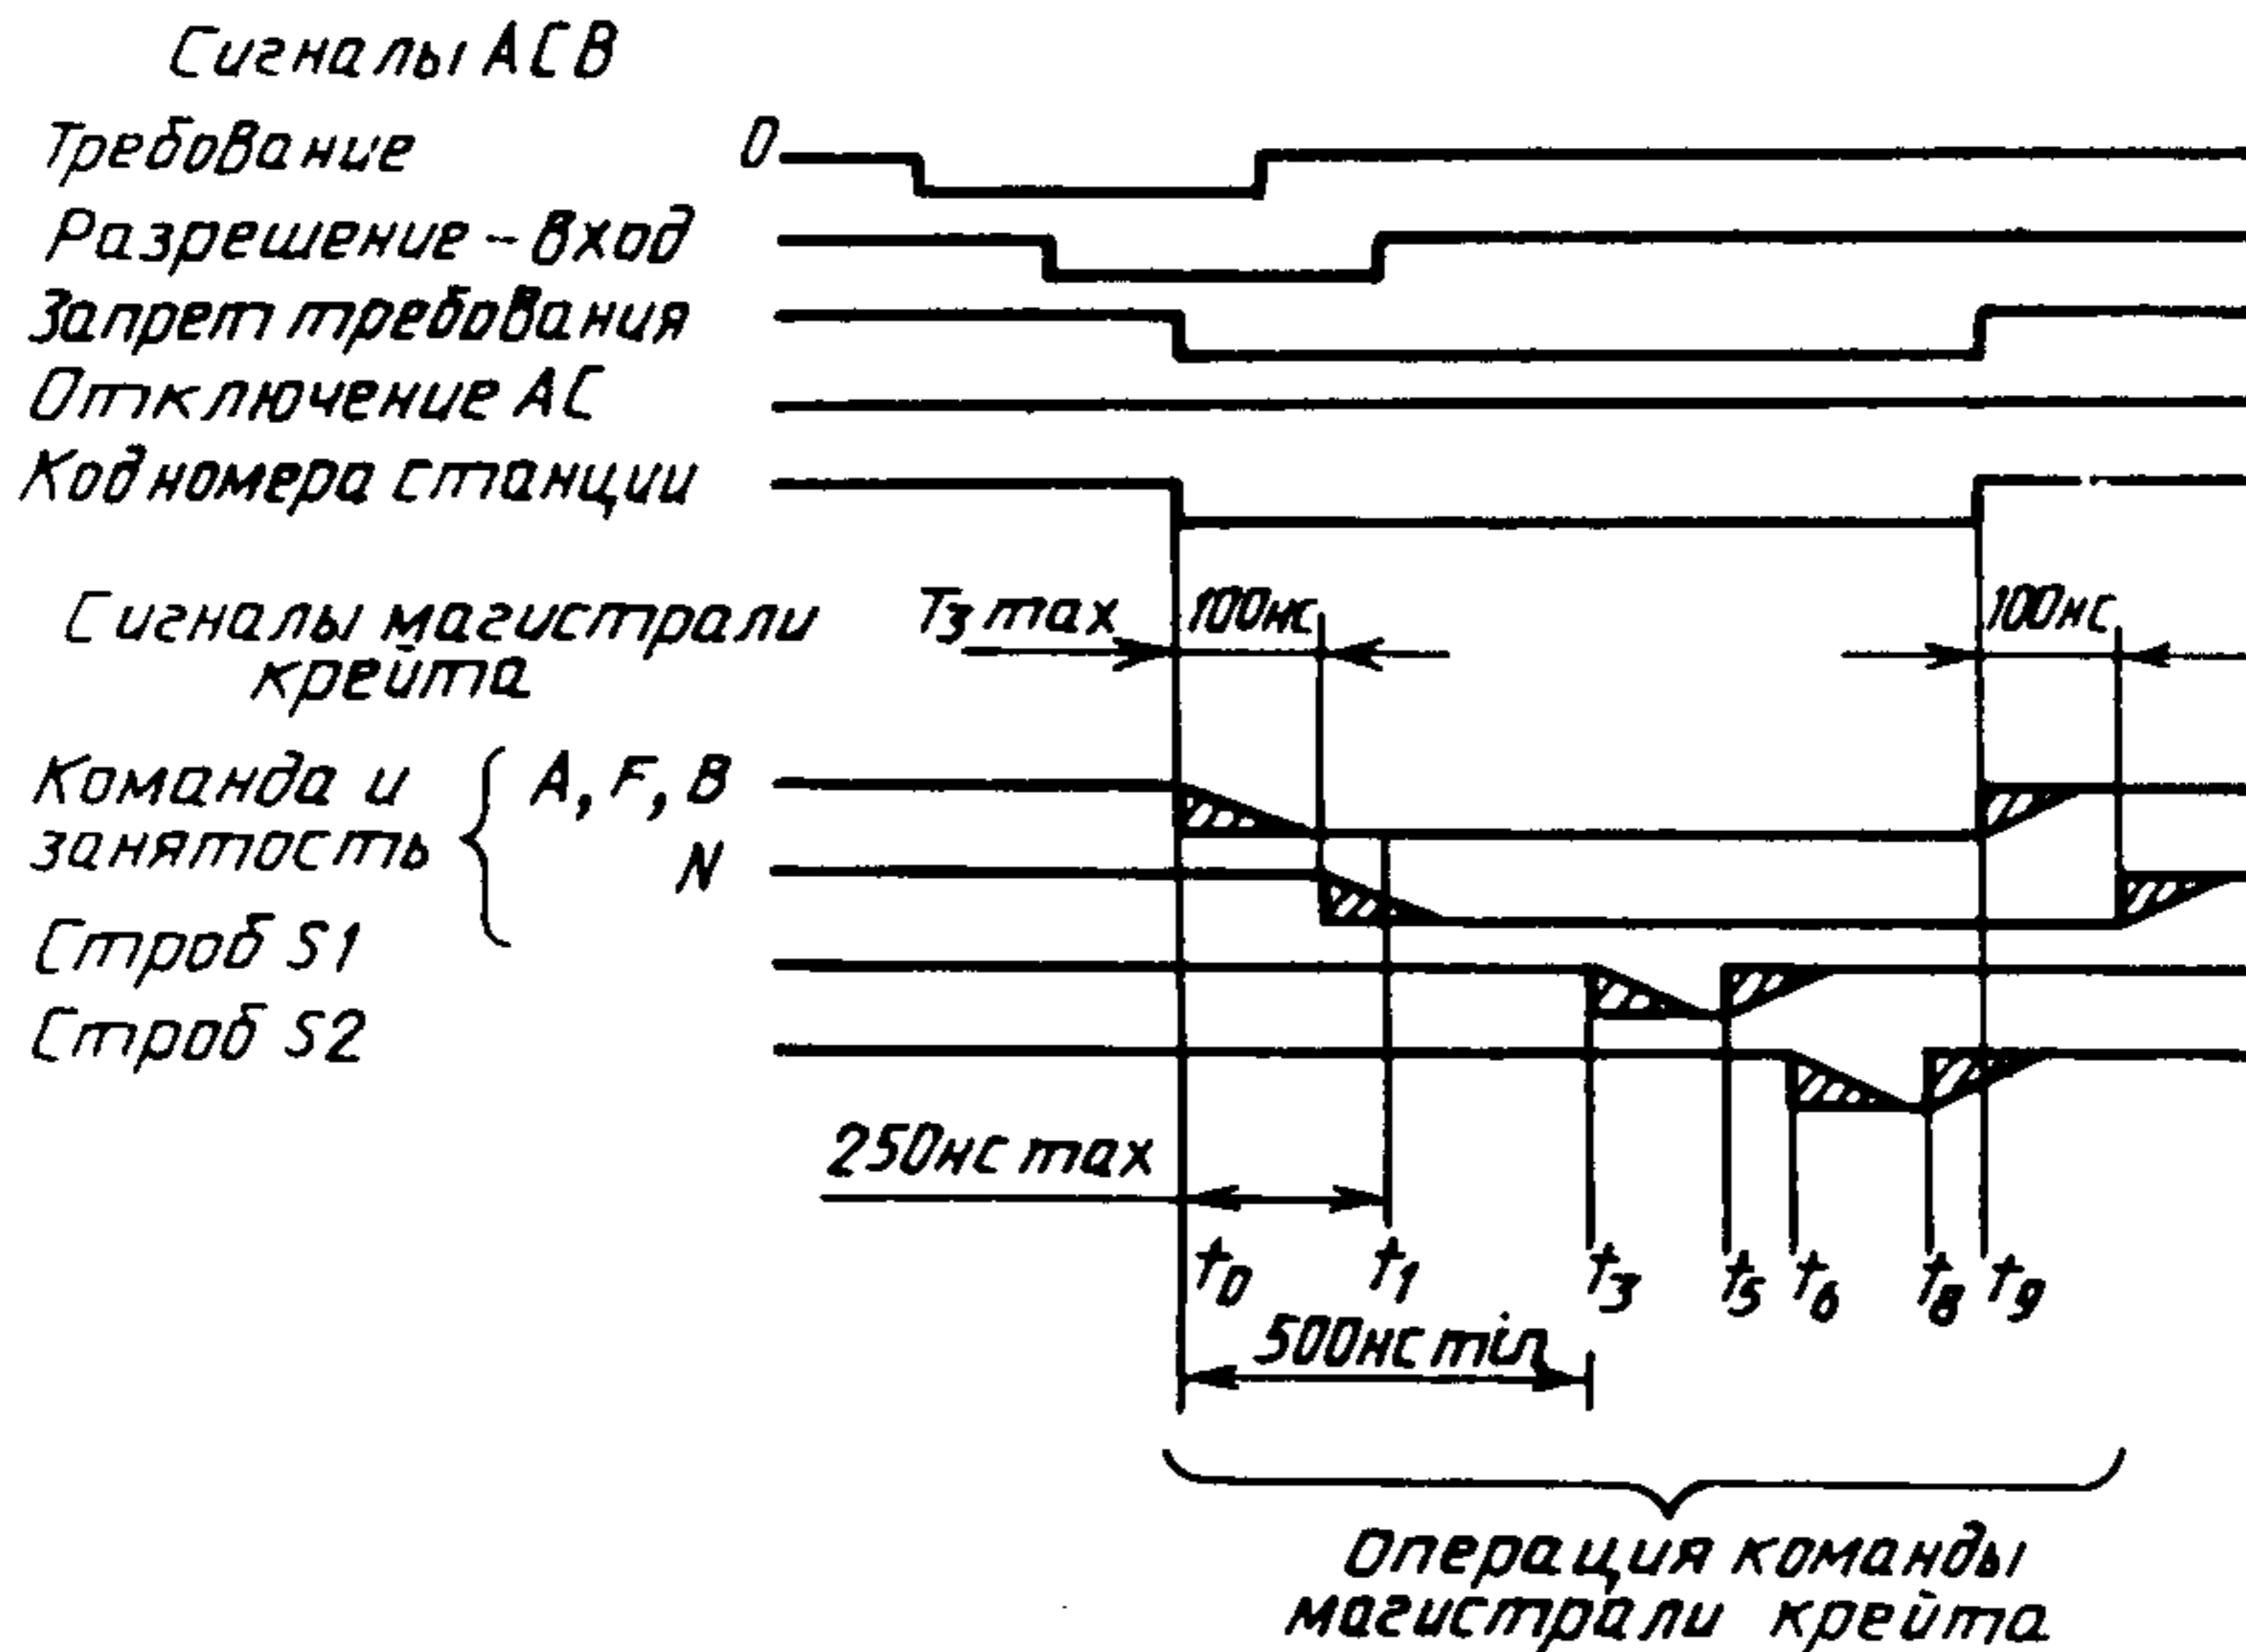 Сигналы АСВ
Требование
0
Разрешение - вход
Запрет требования
Отключение АС
Код номера станции
Сигналы магистрали
крейта
Tз max
100нс
100нс
Команда и
занятость
A, F, B
N
Строб S1
Строб S2
250нс max
t0
t1
t3
t5
t6
t8
t9
500нс min
Операция команды
магистрали крейта